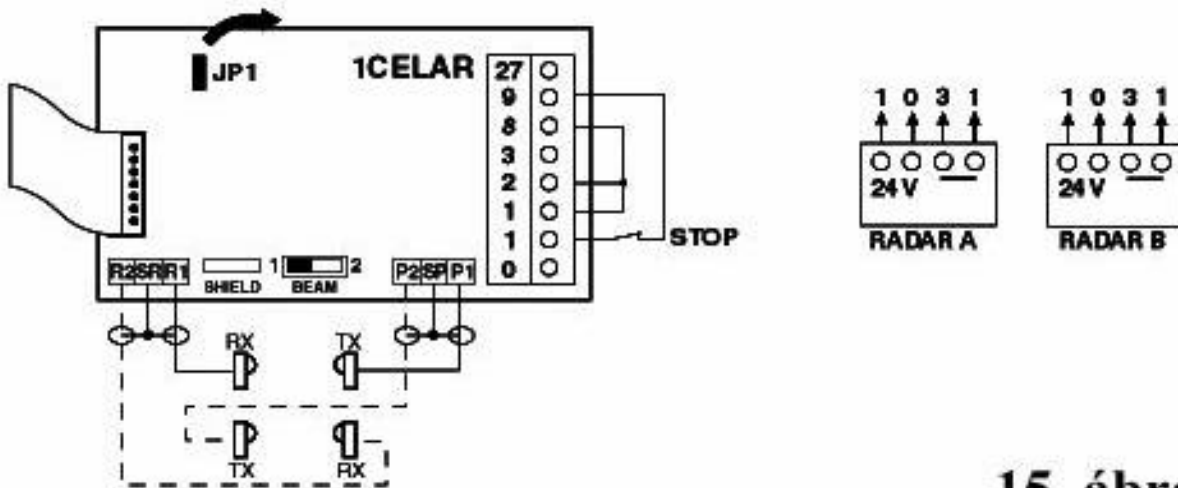 JP1
1CELAR
27
9
8
3
2
1
1
0
STOP
R2 SR R1
SHIELD
1 2
BEAM
P2 SP P1
RX
TX
TX
RX
1 0 3 1
24 V
RADAR A
1 0 3 1
24 V
RADAR B
15. ábra